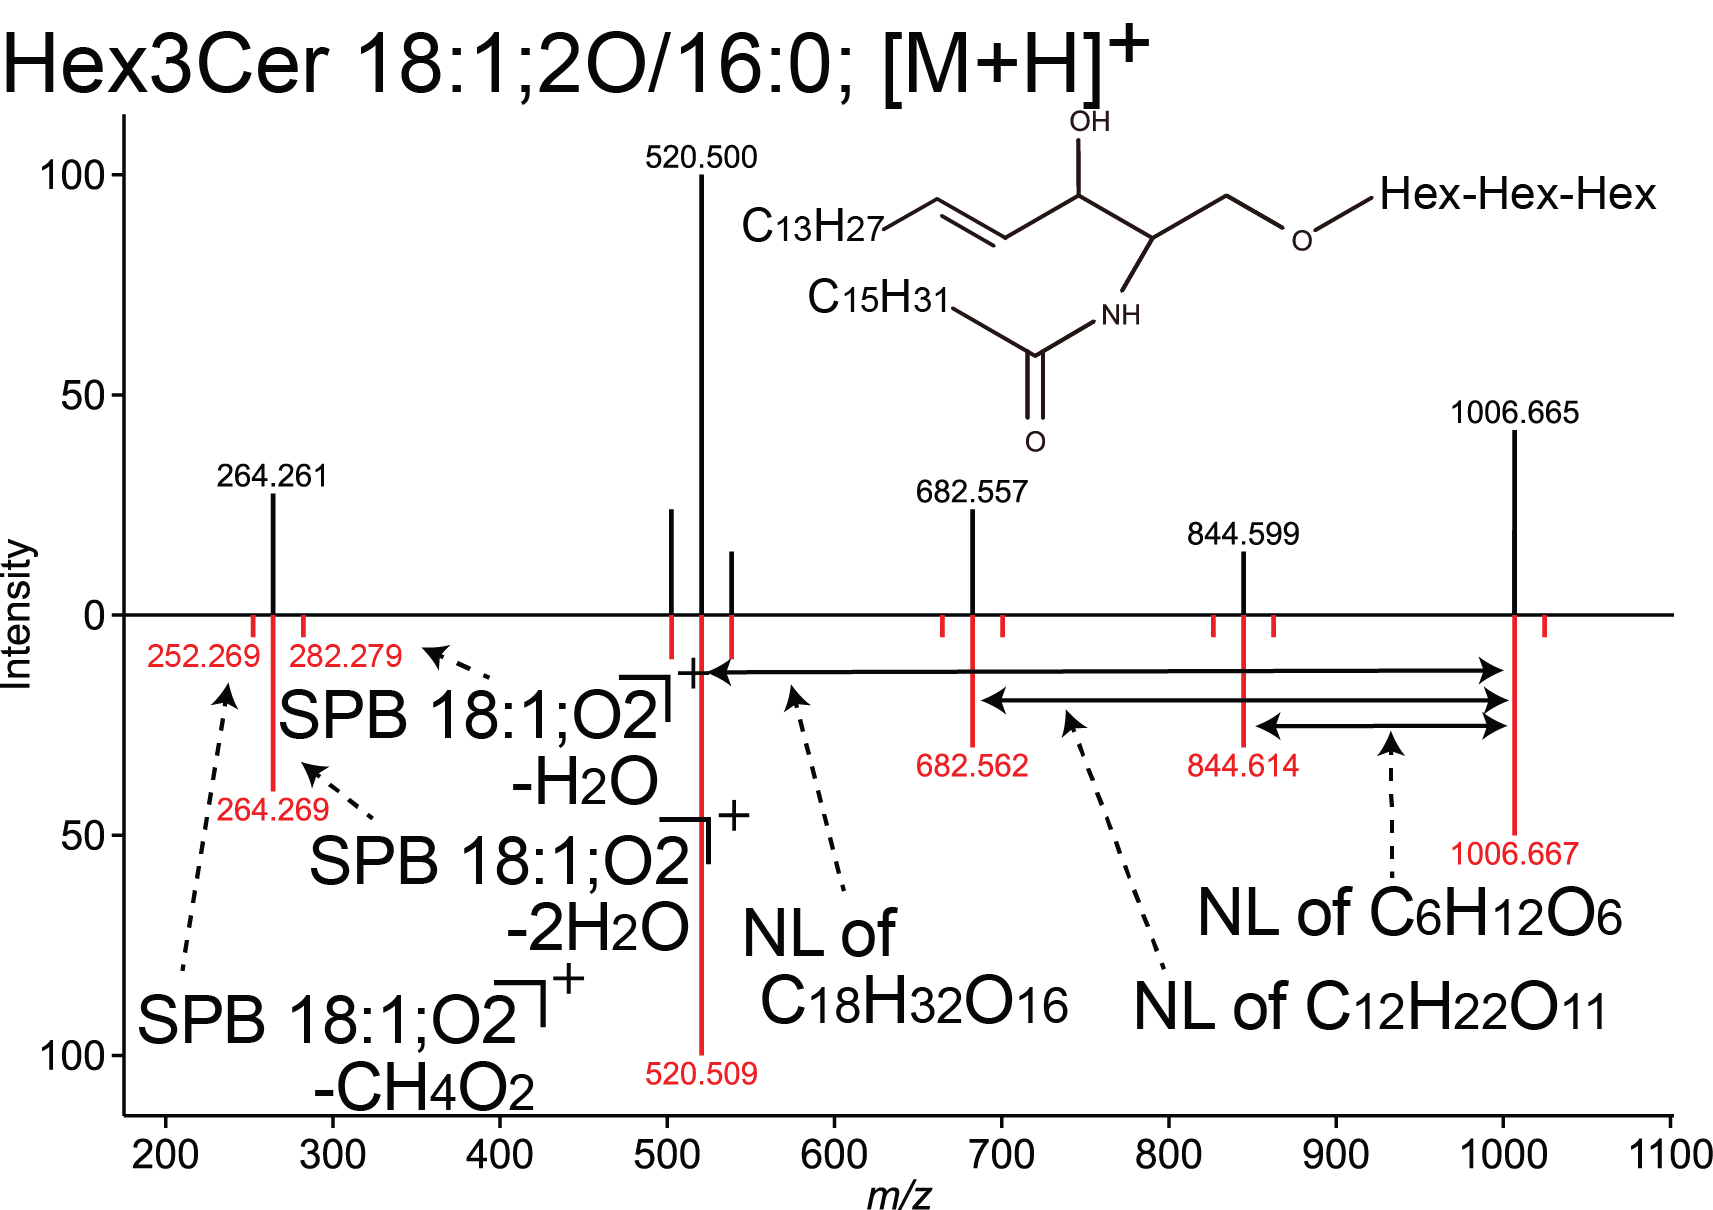 Hex3Cer 18:1;2O/16:0; [M+H]+
OH
Hex-Hex-Hex
O
C13H27
C15H31
NH
O
Intensity
100
50
0
50
100
520.500
1006.665
264.261
682.557
844.599
252.269
282.279
264.269
520.509
682.562
844.614
1006.667
SPB 18:1;O2 +
-H2O
SPB 18:1;O2 +
-2H2O
SPB 18:1;O2 +
-CH4O2
NL of
C18H32O16
NL of C12H22O11
NL of C6H12O6
200 300 400 500 600 700 800 900 1000 1100
m/z